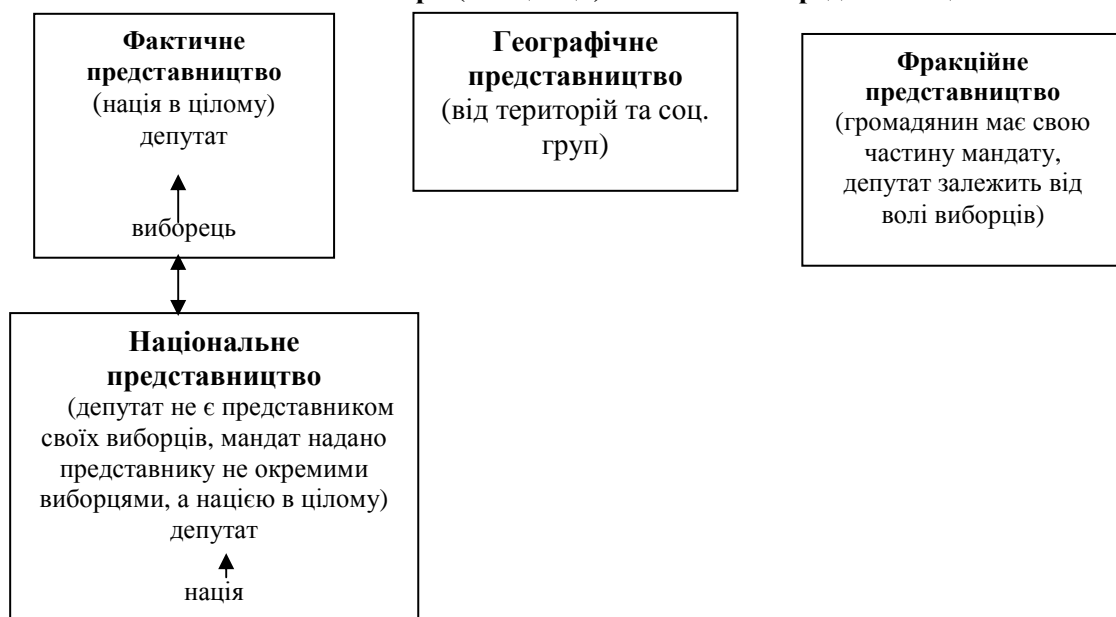 Фактичне
представництво
(нація в цілому)
депутат
виборець
Географічне
представництво
(від територій та соц.
груп)
Фракційне
представництво
(громадянин має свою
частину мандату,
депутат залежить від
волі виборців)
Національне
представництво
(депутат не є представником
своїх виборців, мандат надано
представнику не окремими
виборцями, а нацією в цілому)
депутат
нація